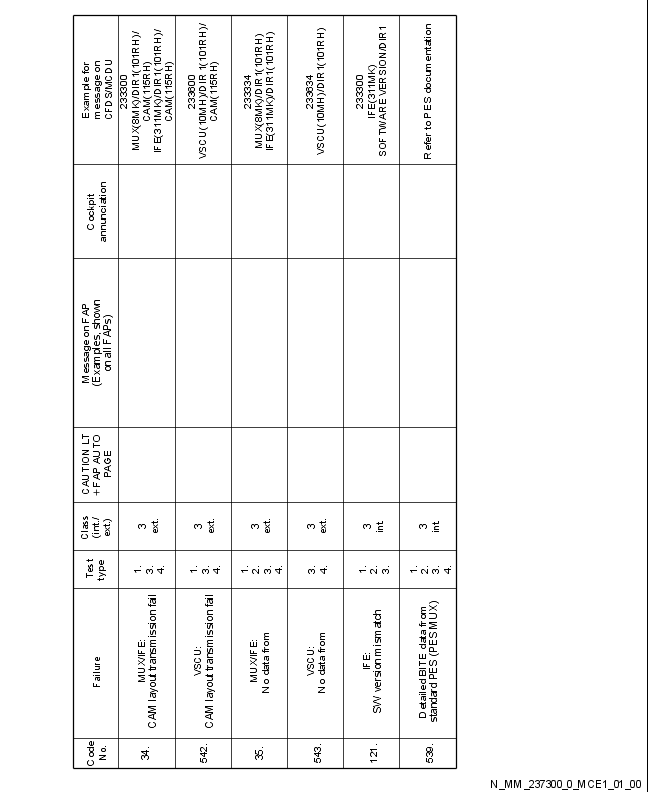 Code
No.
Failure
Test
type
Class
(int./
ext.)
CAUTION LT
+ FAP AUTO
PAGE
Message on FAP
(Examples, shown
on all FAPs)
Cockpit
annunciation
Example for
message on
CFDS/MCDU
34.
MUX/IFE:
CAM layout transmission fail
1.
3.
4.
3
ext.
233300
MUX(8MK)/DIR1(101RH)/
CAM(115RH)
IFE(311MK)/DIR1(101RH)/
CAM(115RH)
542.
VSCU:
CAM layout transmission fail
1.
3.
4.
3
ext.
233600
VSCU(10MH)/DIR1(101RH)/
CAM(115RH)
35.
MUX/IFE:
No data from
1.
2.
3.
4.
3
ext.
233334
MUX(8MK)/DIR1(101RH)
IFE(311MK)/DIR1(101RH)
543.
VSCU:
No data from
3.
4.
3
ext.
233634
VSCU(10MH)/DIR1(101RH)
121.
IFE:
SW version mismatch
1.
2.
3.
3
int.
233300
IFE(311MK)
SOFTWARE VERSION/DIR1
539.
Detailed BITE data from
standard PES (PES MUX)
1.
2.
3.
4.
3
int.
Refer to PES documentation
N_MM_237300_0_MCE1_01_00